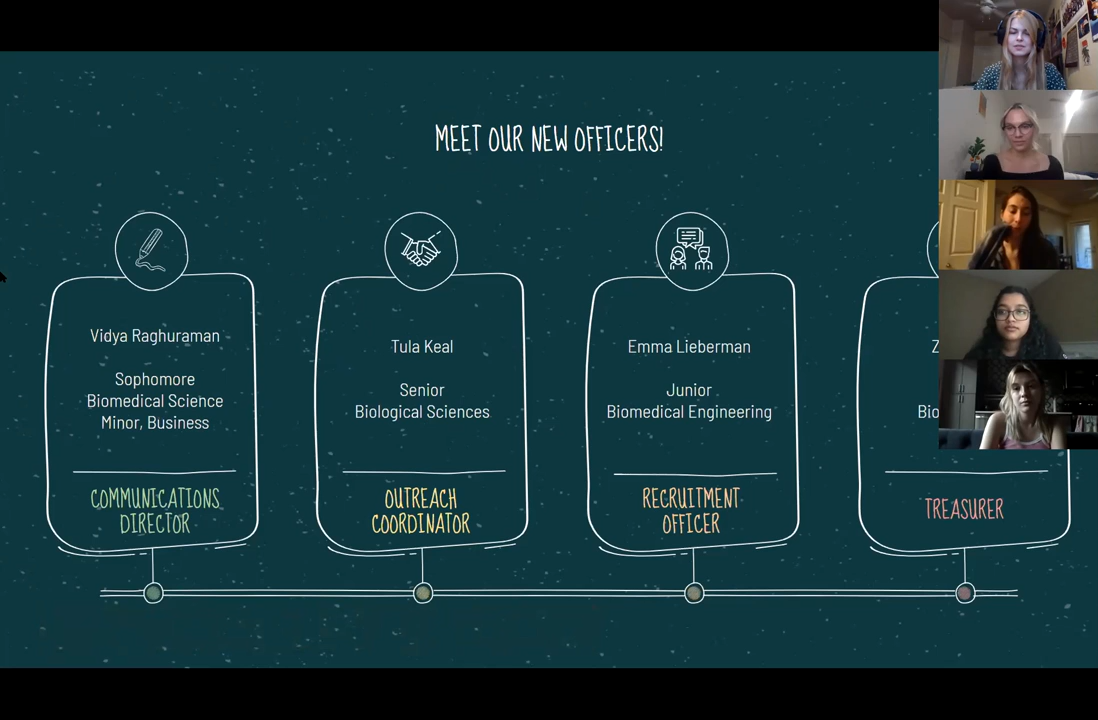 MEET OUR NEW OFFICERS!
Vidya Raghuraman
Sophomore
Biomedical Science
Minor, Business
COMMUNICATIONS
DIRECTOR
Tula Keal
Senior
Biological Sciences
OUTREACH
COORDINATOR
Emma Lieberman
Junior
Biomedical Engineering
RECRUITMENT
OFFICER
TREASURER